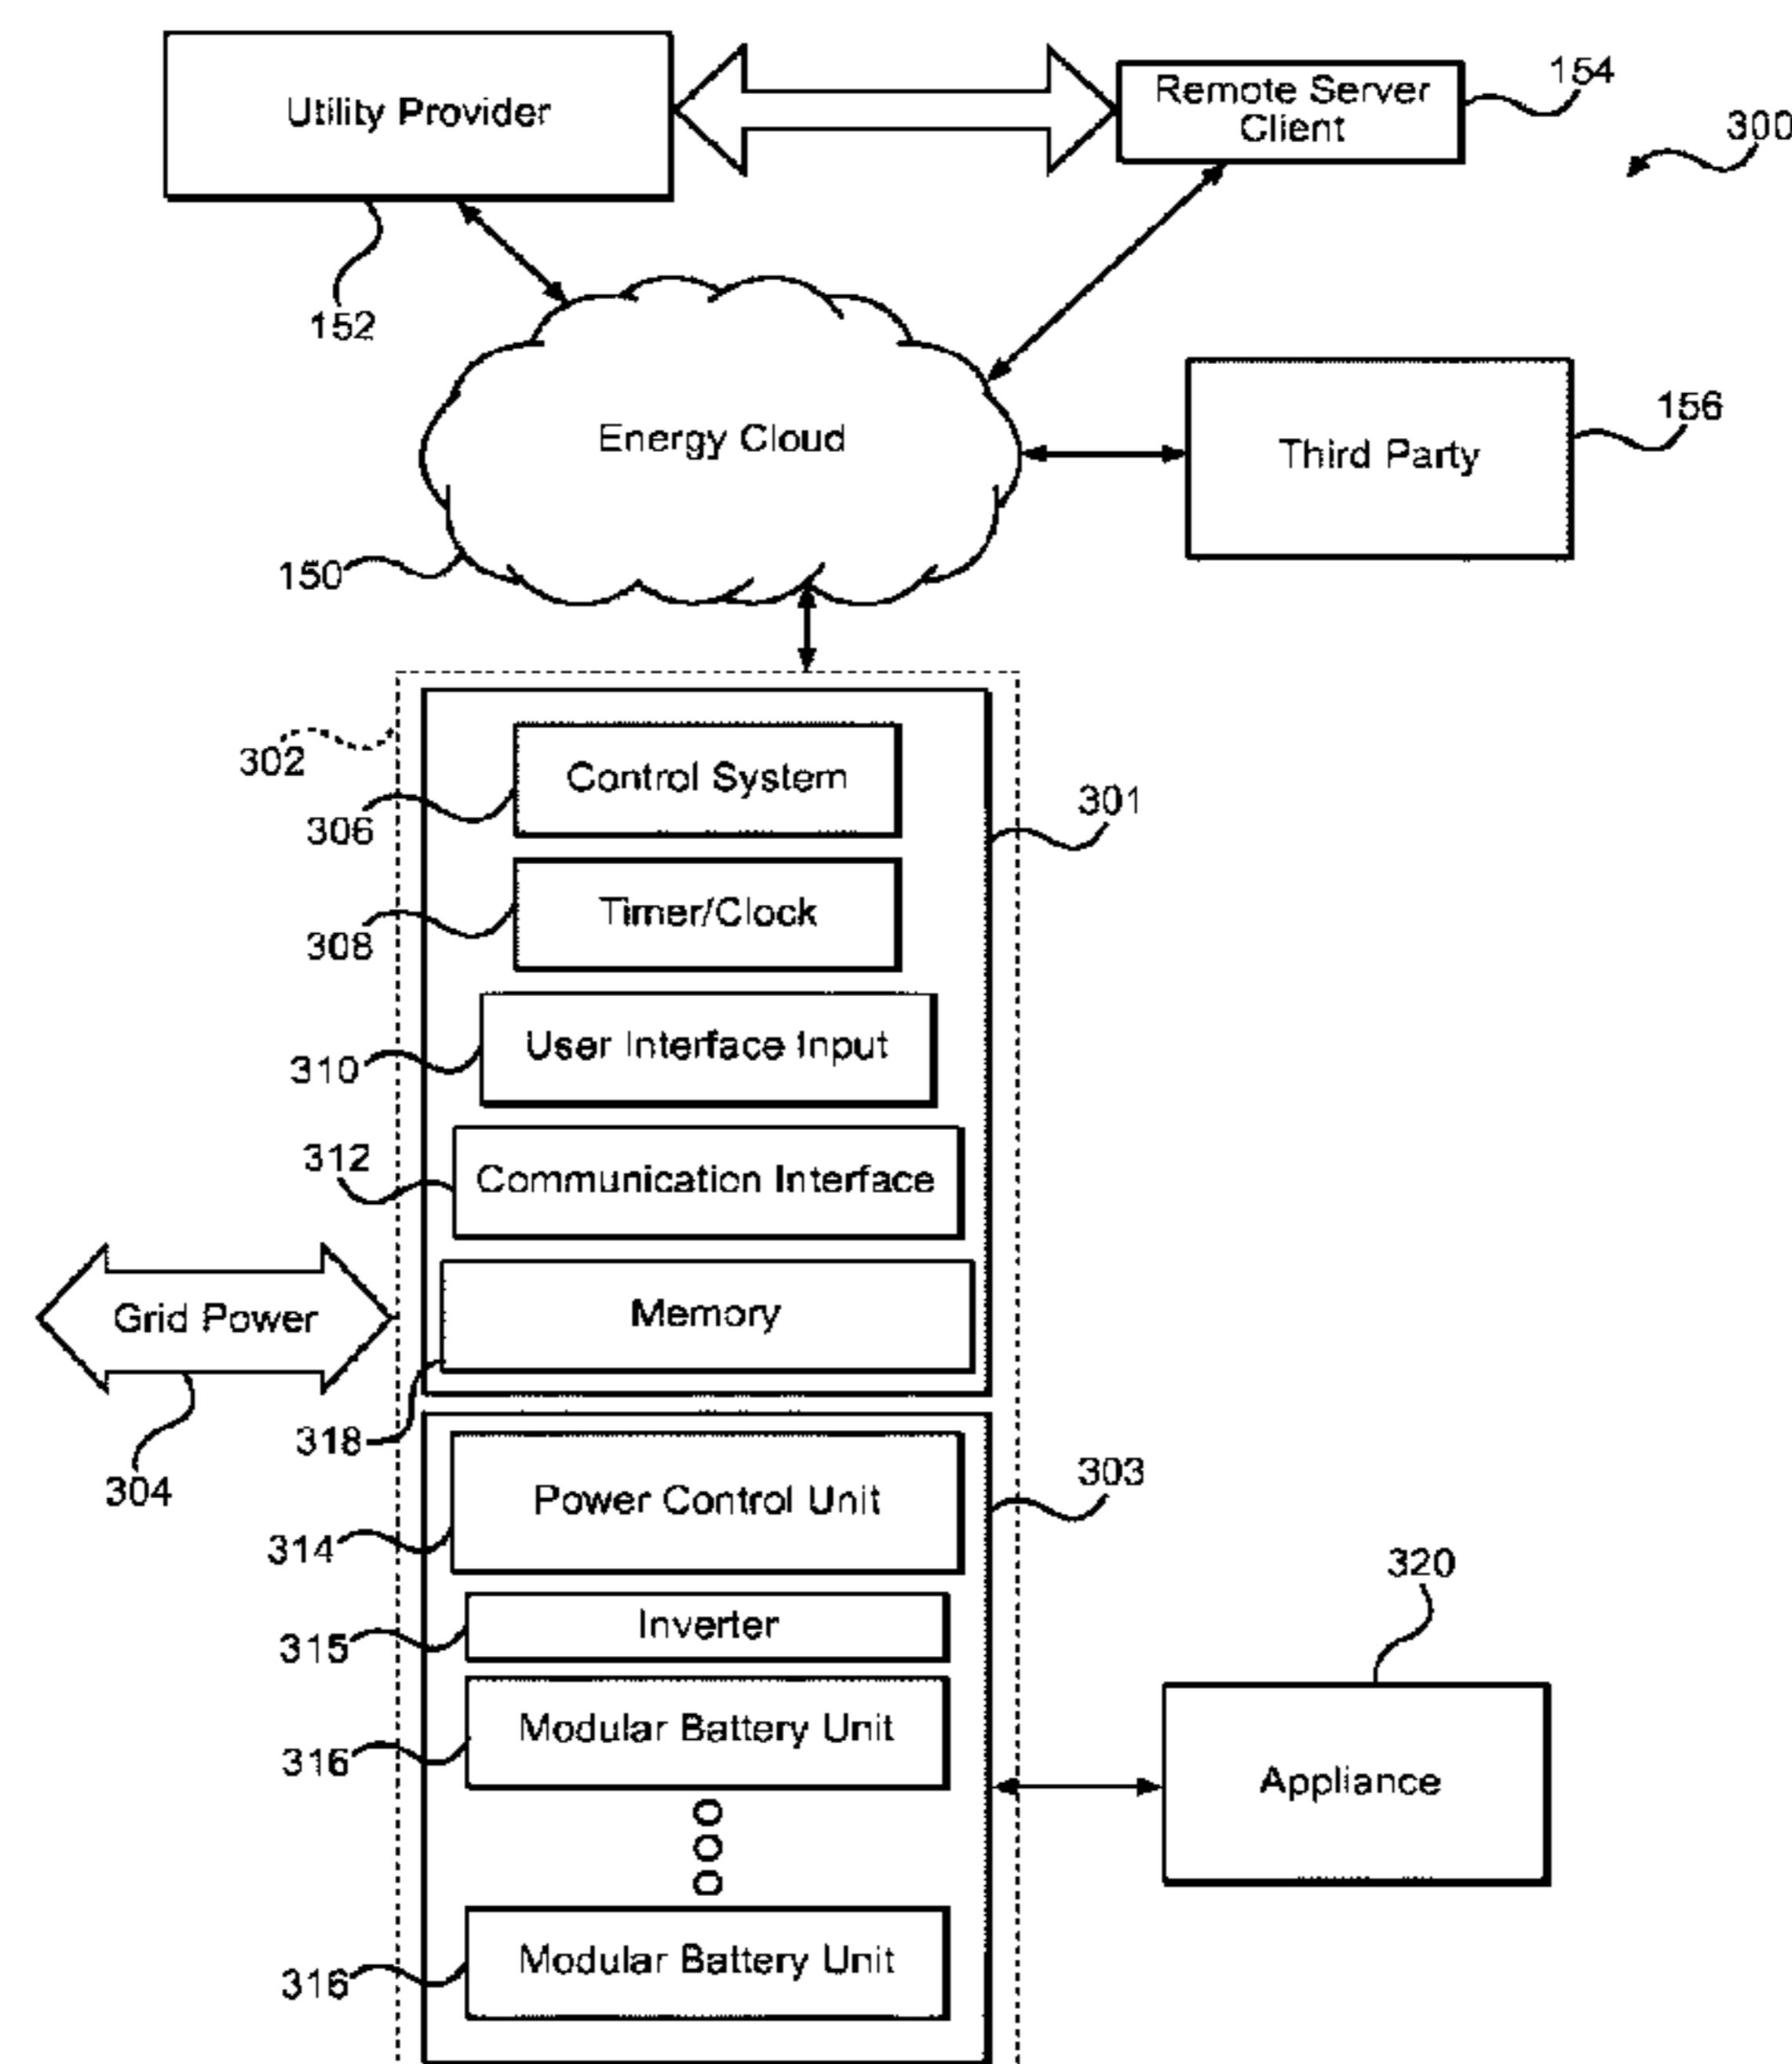 Utility Provider
Remote Server
Client
154
300
152
Energy Cloud
Third Party
156
150
302
Control System
306
301
Timer/Clock
308
User Interface Input
310
312
Communication Interface
Grid Power
Memory
318
304
Power Control Unit
303
314
320
Inverter
315
Modular Battery Unit
316
Appliance
Modular Battery Unit
316